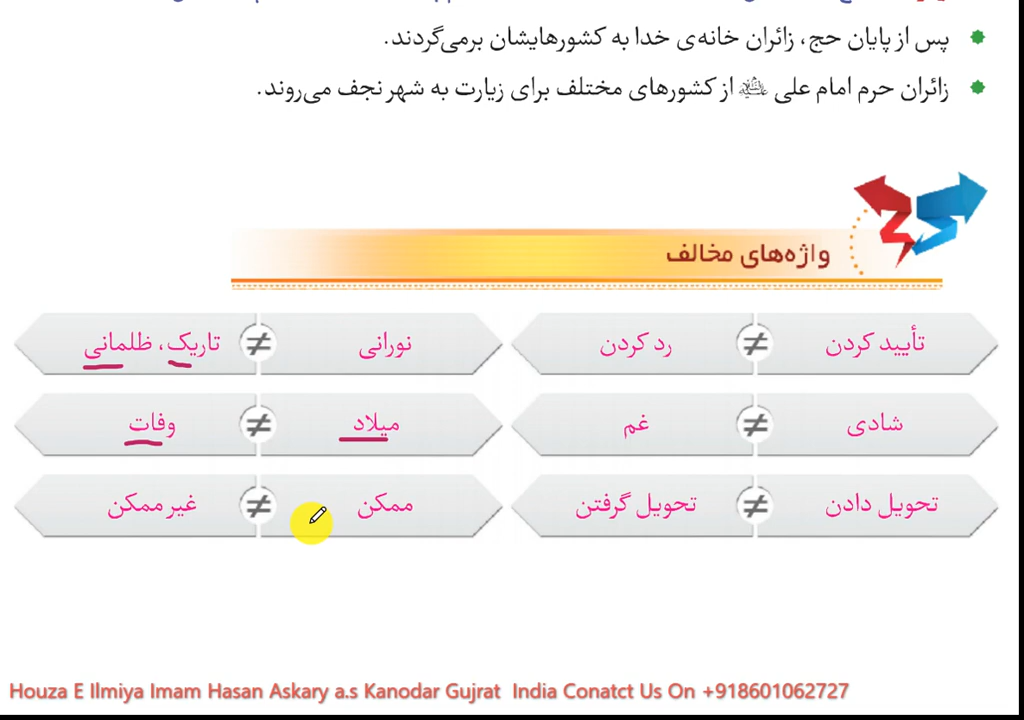 پس از پایان حج، زائران خانه‌ی خدا به کشورهایشان برمی‌گردند.
زائران حرم امام علی از کشورهای مختلف برای زیارت به شهر نجف می‌روند.
واژه‌های مخالف
تأیید کردن ≠ رد کردن
نورانی ≠ تاریک، ظلمانی
شادی ≠ غم
میلاد ≠ وفات
تحویل دادن ≠ تحویل گرفتن
ممکن ≠ غیر ممکن
Houza E Ilmiya Imam Hasan Askary a.s Kanodar Gujrat India Conatct Us On +918601062727